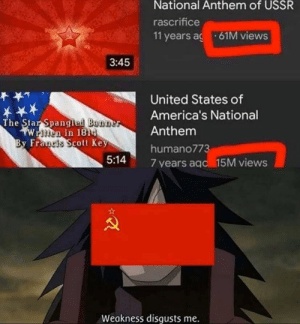 National Anthem of USSR
rascrifice
11 years ag · 61M views
3:45
United States of
America's National
Anthem
The Star Spangled Banner
Written in 1814
By Francis Scott Key
humano773
5:14
7 years ago 15M views
Weakness disgusts me.